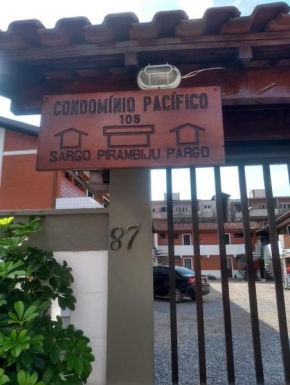 CONDOMÍNIO PACÍFICO
105
SARGO PIRAMBIJU PARGO
87